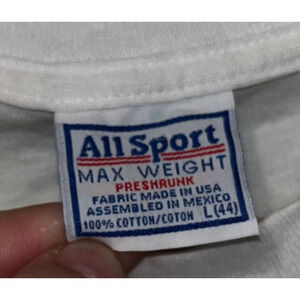 All Sport
MAX WEIGHT
PRESHRUNK
FABRIC MADE IN USA
ASSEMBLED IN MEXICO
100% COTTON/COTON L (44)